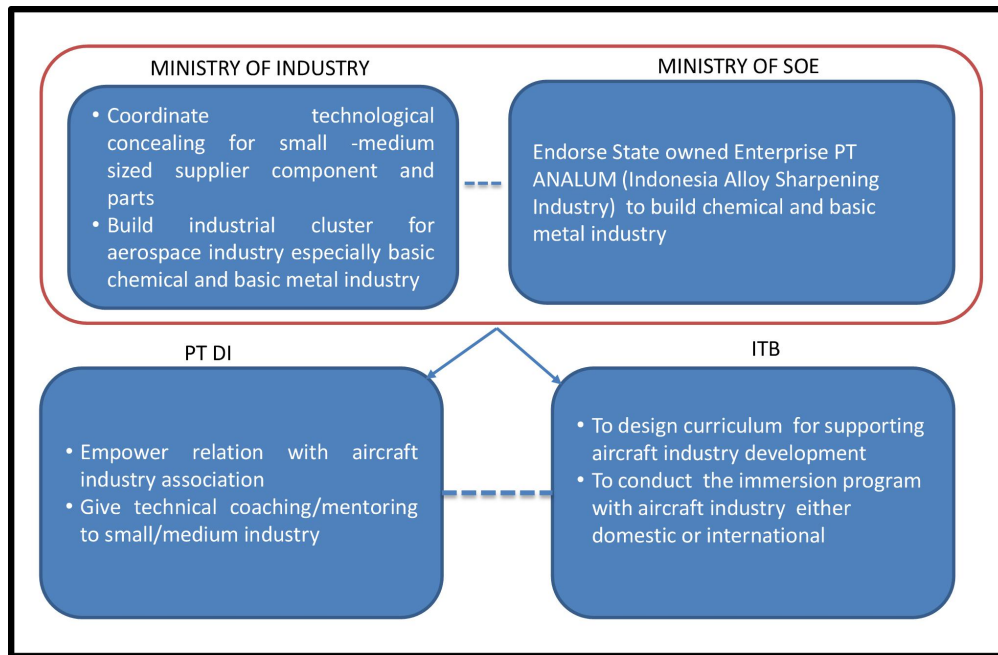 MINISTRY OF INDUSTRY
• Coordinate technological
concealing for small -medium
sized supplier component and
parts
• Build industrial cluster for
aerospace industry especially basic
chemical and basic metal industry
MINISTRY OF SOE
Endorse State owned Enterprise PT
ANALUM (Indonesia Alloy Sharpening
Industry) to build chemical and basic
metal industry
PT DI
• Empower relation with aircraft
industry association
• Give technical coaching/mentoring
to small/medium industry
ITB
• To design curriculum for supporting
aircraft industry development
• To conduct the immersion program
with aircraft industry either
domestic or international